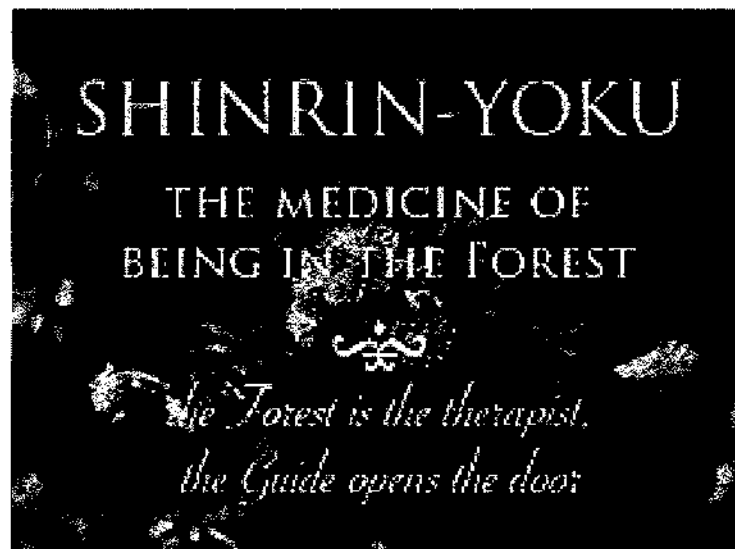 SHINRIN-YOKU
THE MEDICINE OF
BEING IN THE FOREST
the Forest is the therapist,
the Guide opens the door